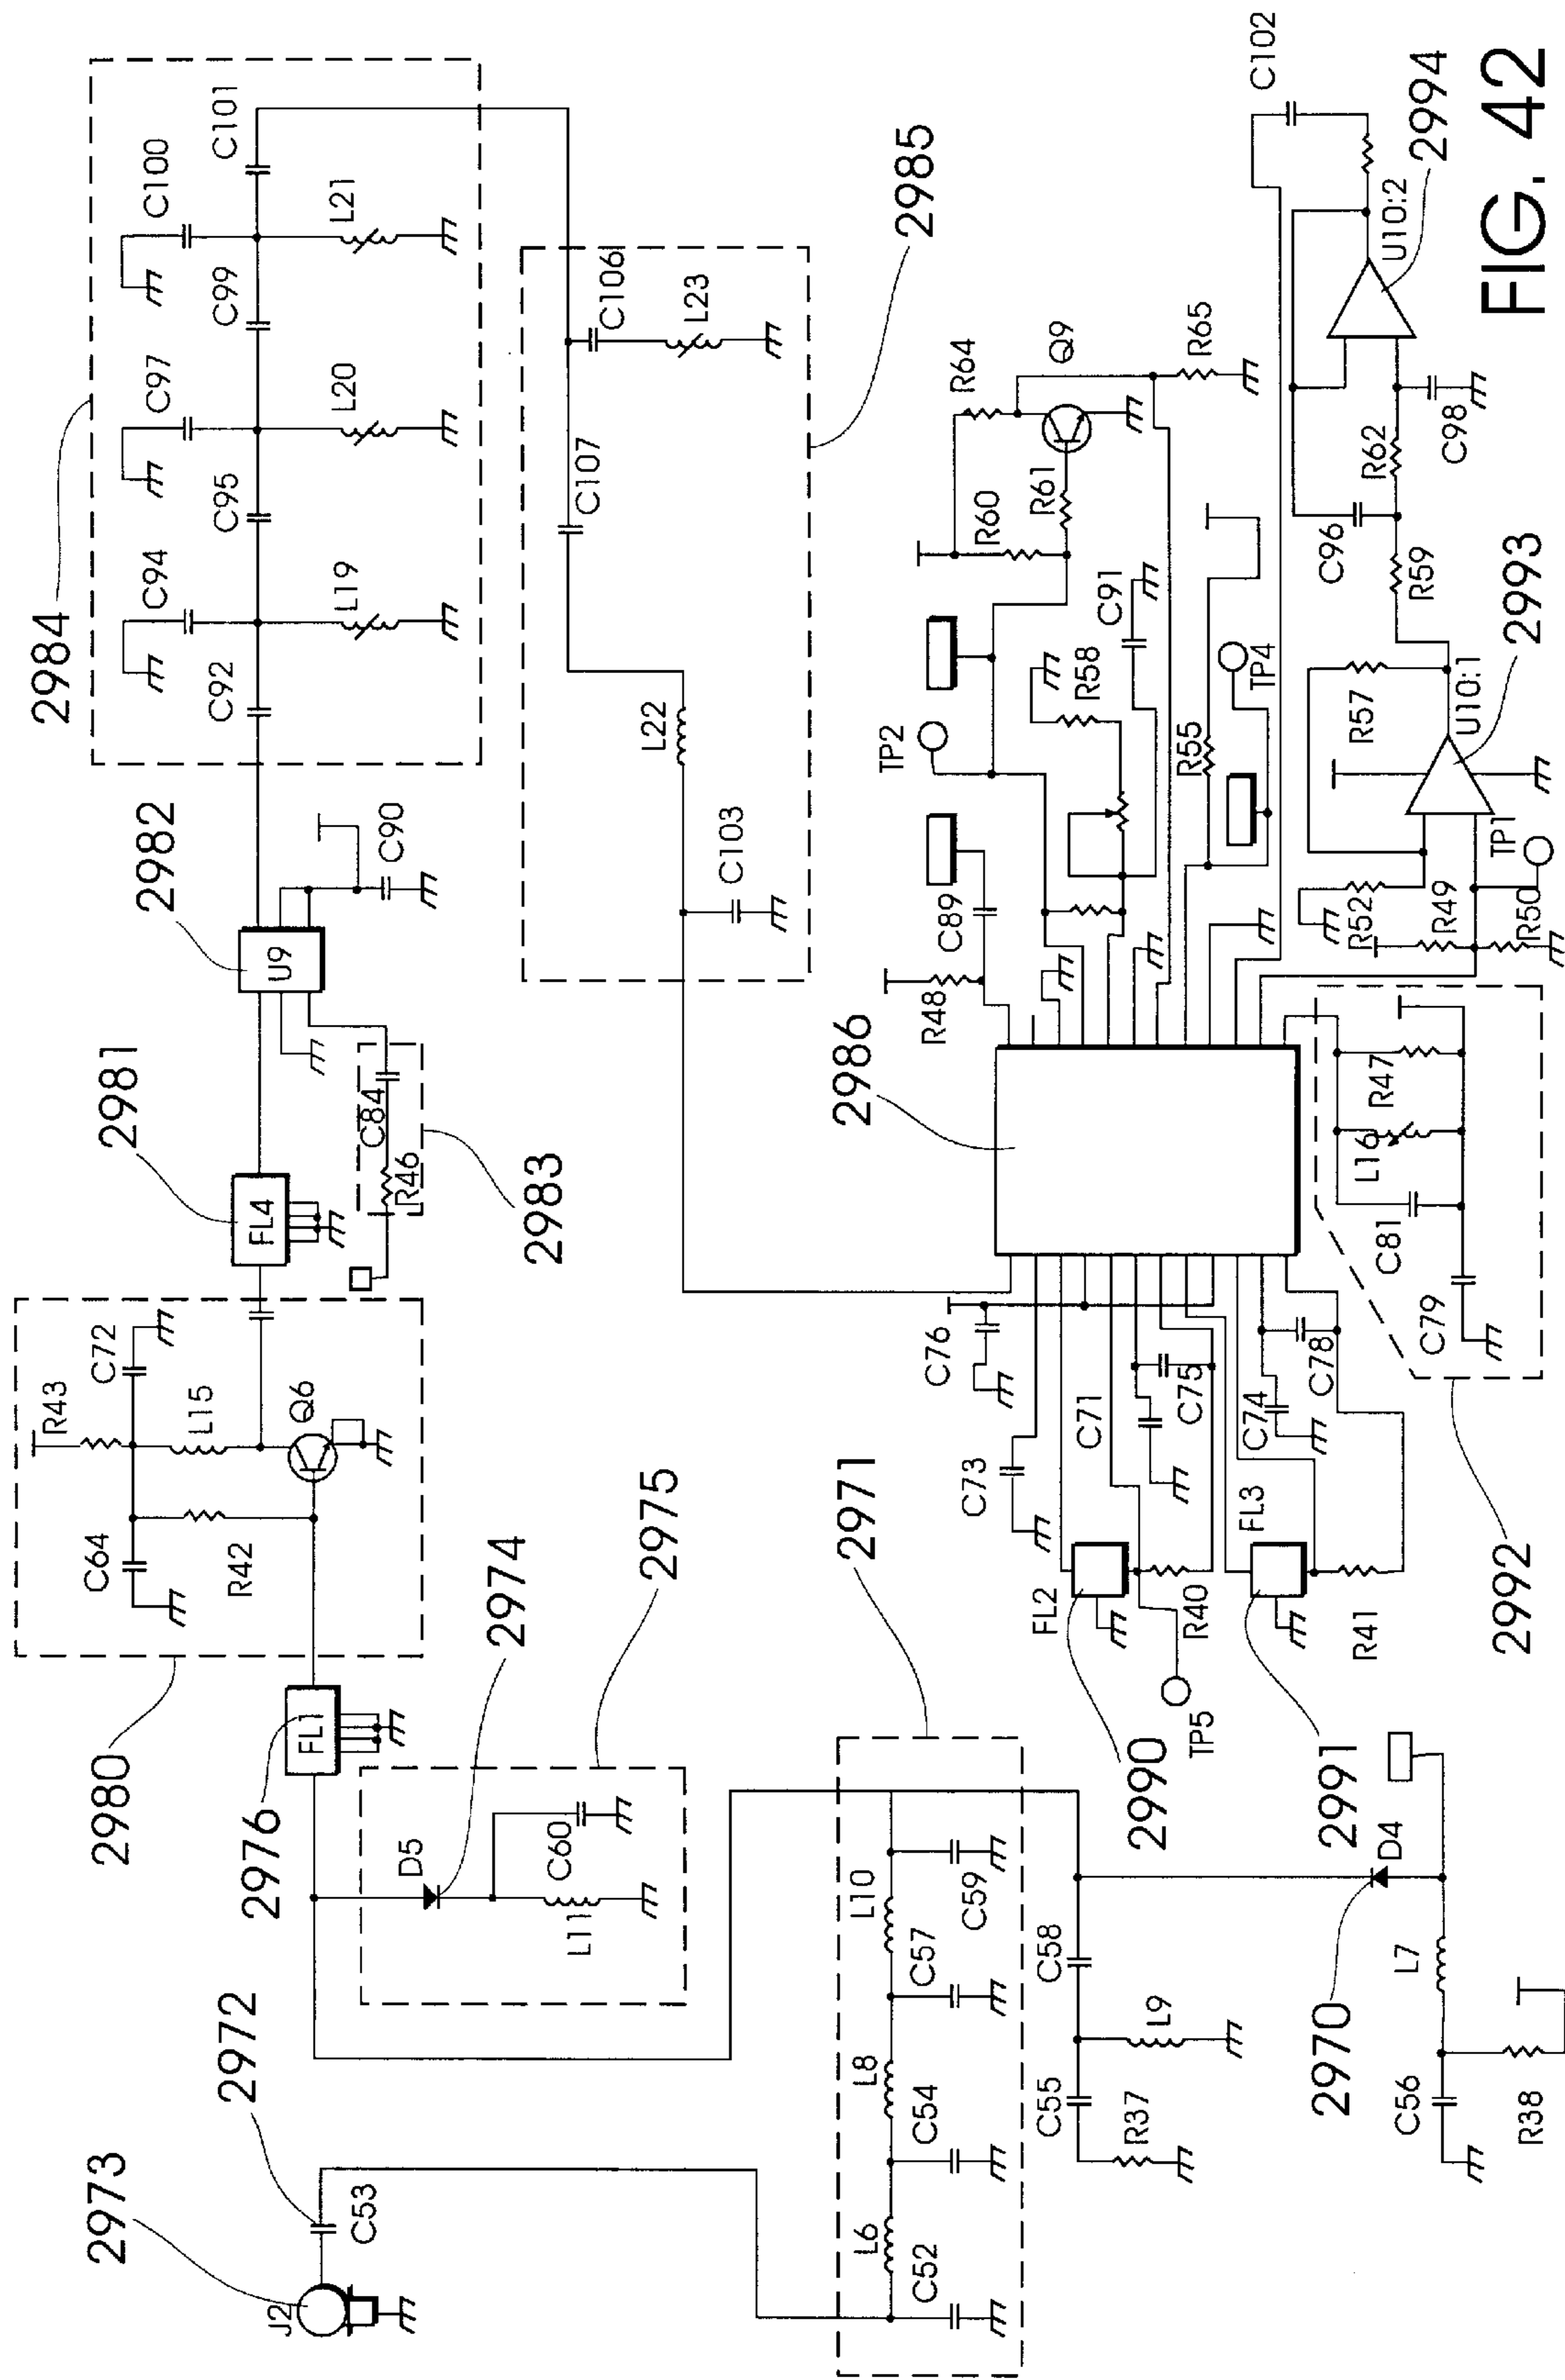 C102
C101
C100
2984
L21
C99
C97
L20
C95
C94
L19
C92
2985
C106
L23
C107
L22
C103
2982
U9
C90
2981
FL4
C84
R46
2983
2980
R43
C72
L15
Q6
C64
R42
2976
FL1
2974
D5
2975
C60
L11
2972
C53
2973
J2
2971
L10
C59
C57
L8
C54
L6
C52
C58
L9
C55
R37
2970
D4
L7
C56
R38
2986
R48
C89
TP2
R64
Q9
R65
R60
R61
R58
C91
R55
TP4
C76
C73
C71
C75
C74
C78
FL2
2990
R40
TP5
FL3
2991
R41
2992
R47
L16
C81
C79
R52
R49
R50
TP1
R57
U10:1
2993
R59
C96
R62
C98
U10:2
2994
FIG. 42